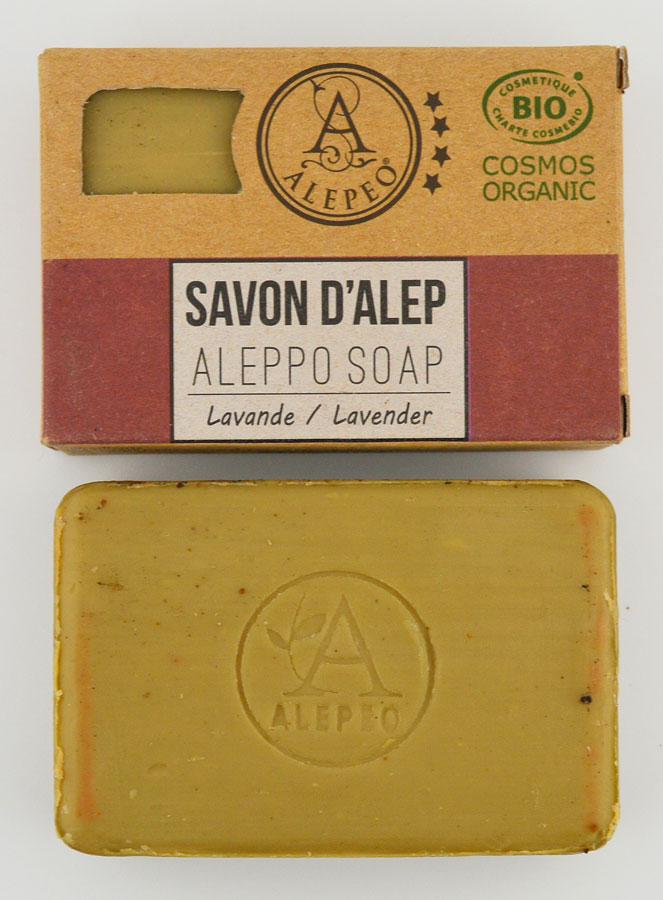 A
ALEPEO®
COSMETIQUE
BIO
CHARTE COSMEBIO
COSMOS
ORGANIC
SAVON D'ALEP
ALEPPO SOAP
Lavande / Lavender
A
ALEPEO